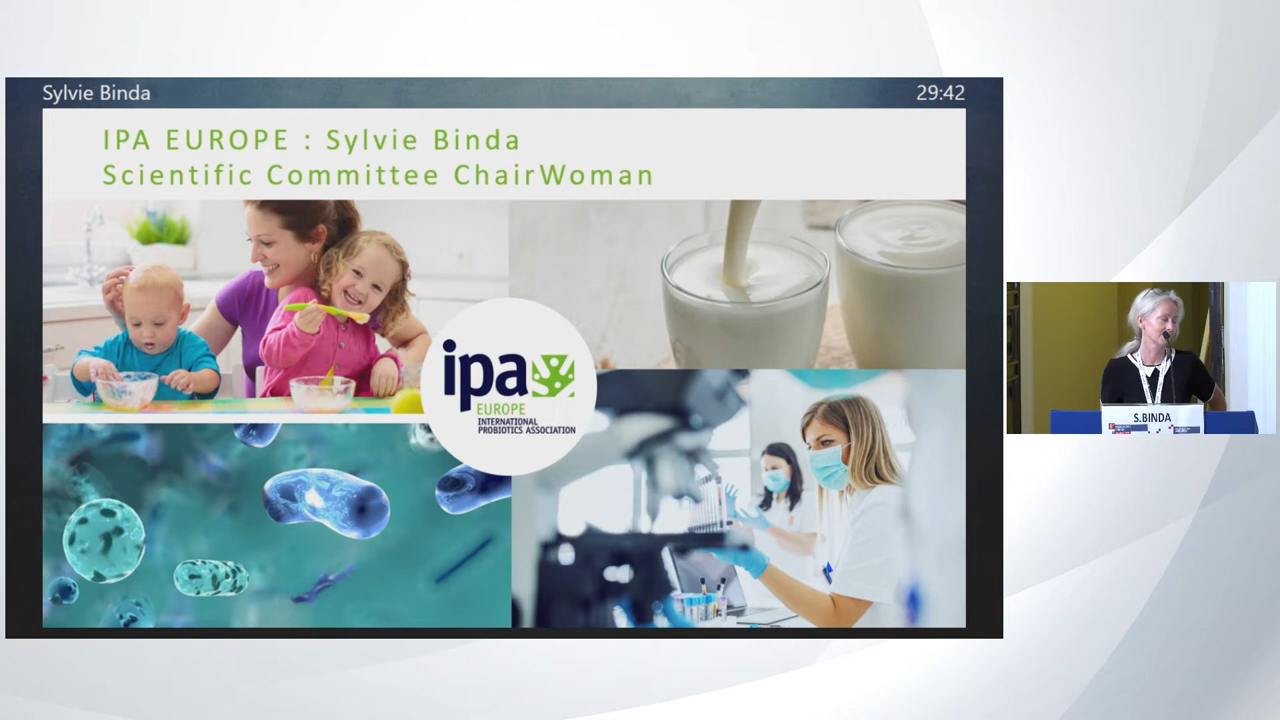 Sylvie Binda
29:42
IPA EUROPE : Sylvie Binda
Scientific Committee ChairWoman
ipa
EUROPE
INTERNATIONAL
PROBIOTICS ASSOCIATION
S.BINDA